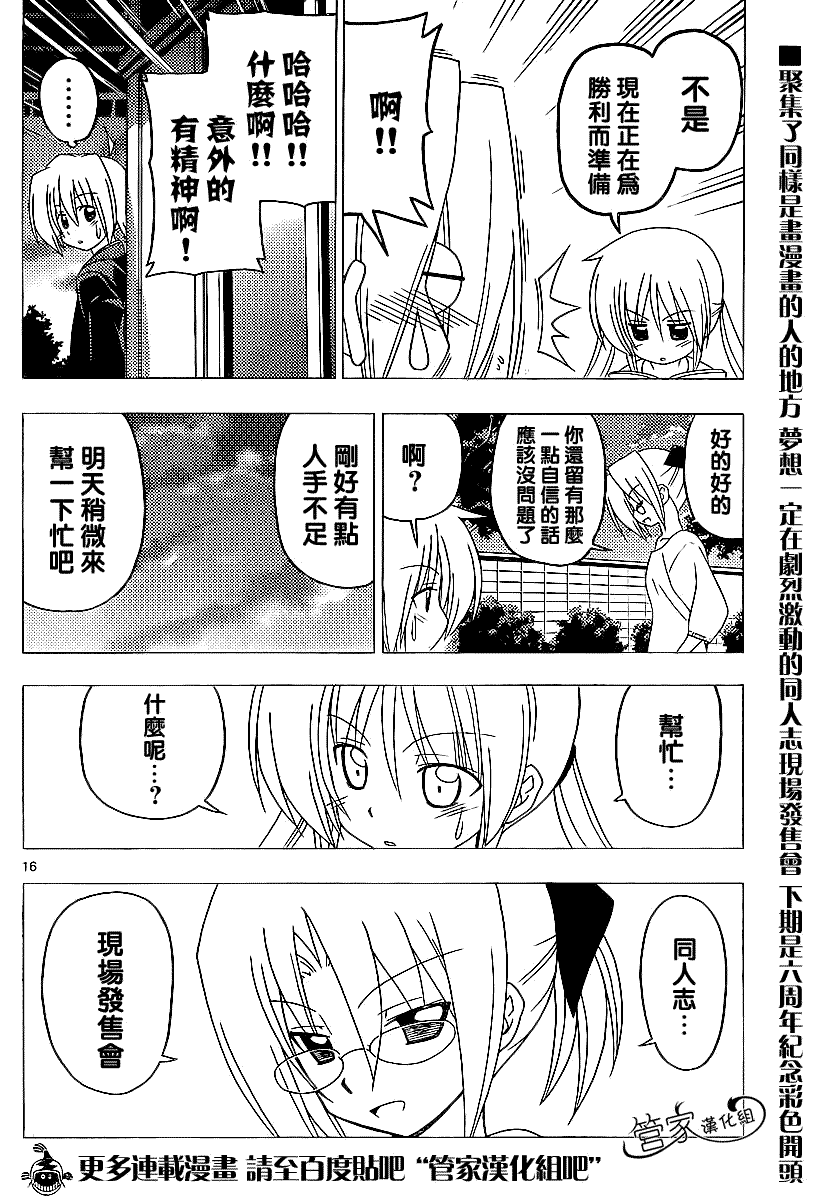 不是
現在正在為
勝利而準備
啊!!
哈哈哈!!
什麼啊!!
意外的
有精神啊!
……
好的好的
你還留有那麼
一點自信的話
應該沒問題了
啊?
剛好有點
人手不足
明天稍微來
幫一下忙吧
幫忙…
什麼呢…?
16
同人志…
現場發售會
■聚集了同樣是畫漫畫的人的地方 夢想一定在劇烈激動的同人志現場發售會 下期是六周年紀念彩色開頭
管家漢化組
更多連載漫畫 請至百度貼吧 “管家漢化組吧”